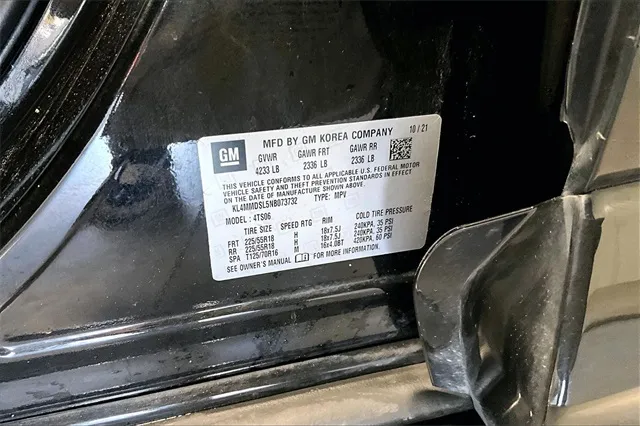 GM
MFD BY GM KOREA COMPANY 10/21
GVWR GAWR FRT GAWR RR
4233 LB 2336 LB 2336 LB
THIS VEHICLE CONFORMS TO ALL APPLICABLE U.S. FEDERAL MOTOR
VEHICLE SAFETY AND THEFT PREVENTION STANDARDS IN EFFECT
ON THE DATE OF MANUFACTURE SHOWN ABOVE.
KL4MMDSL5NB073732 TYPE: MPV
MODEL: 4TS06
TIRE SIZE SPEED RTG RIM COLD TIRE PRESSURE
FRT 225/55R18 H 18x7.5J 240KPA, 35 PSI
RR 225/55R18 H 18x7.5J 240KPA, 35 PSI
SPA T125/70R16 M 16x4.0BT 420KPA, 60 PSI
SEE OWNER'S MANUAL FOR MORE INFORMATION.